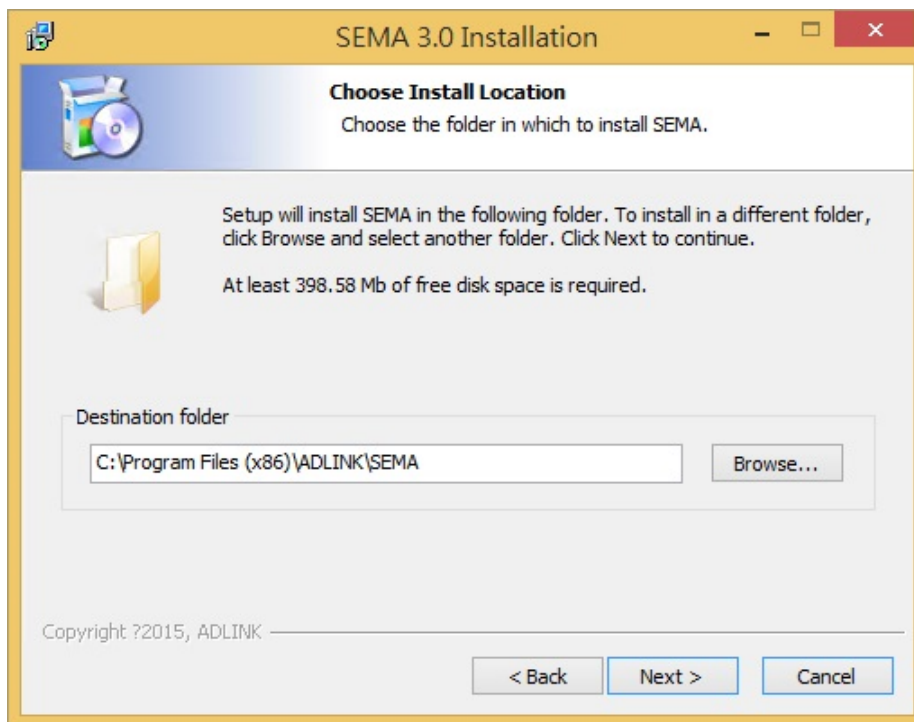 SEMA 3.0 Installation
Choose Install Location
Choose the folder in which to install SEMA.
Setup will install SEMA in the following folder. To install in a different folder,
click Browse and select another folder. Click Next to continue.
At least 398.58 Mb of free disk space is required.
Destination folder
C:\Program Files (x86)\ADLINK\SEMA
Browse...
Copyright ?2015, ADLINK
< Back
Next >
Cancel